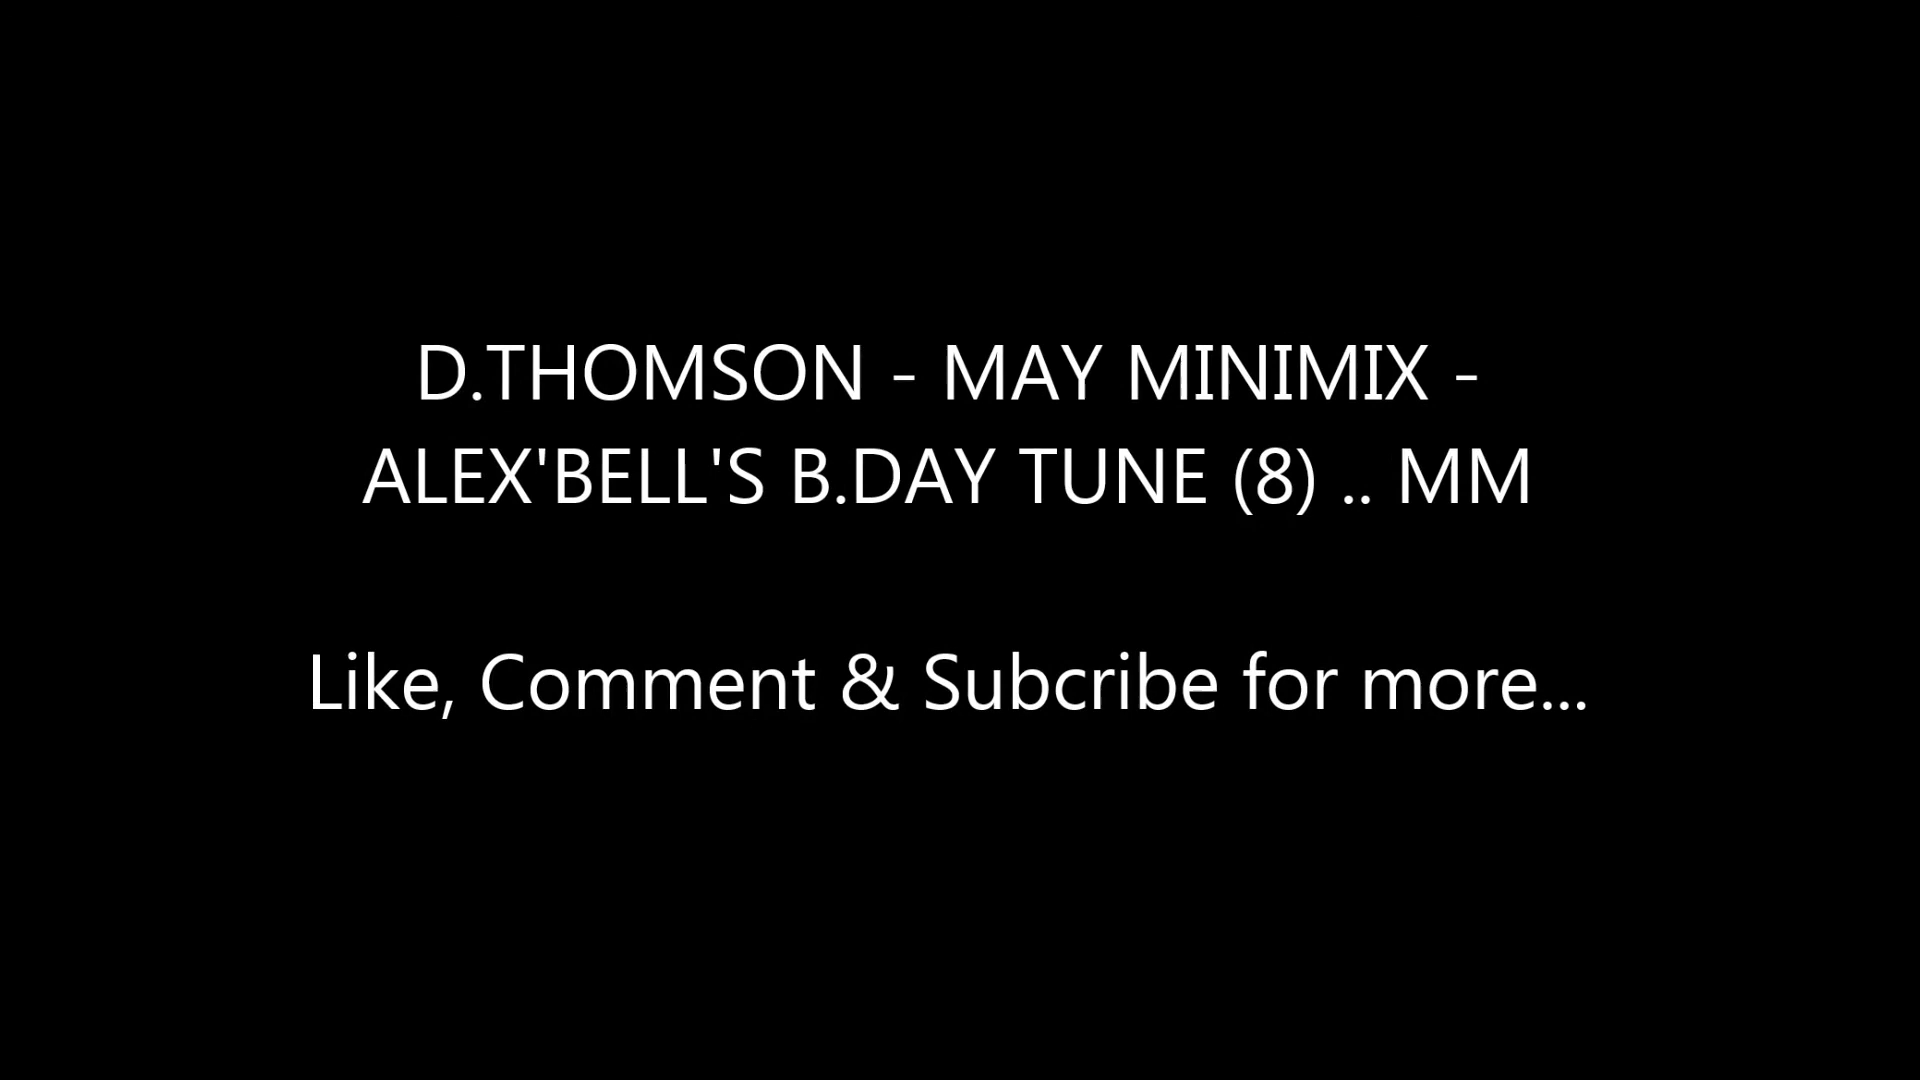 D.THOMSON - MAY MINIMIX -
ALEX'BELL'S B.DAY TUNE (8) .. MM
Like, Comment & Subcribe for more...